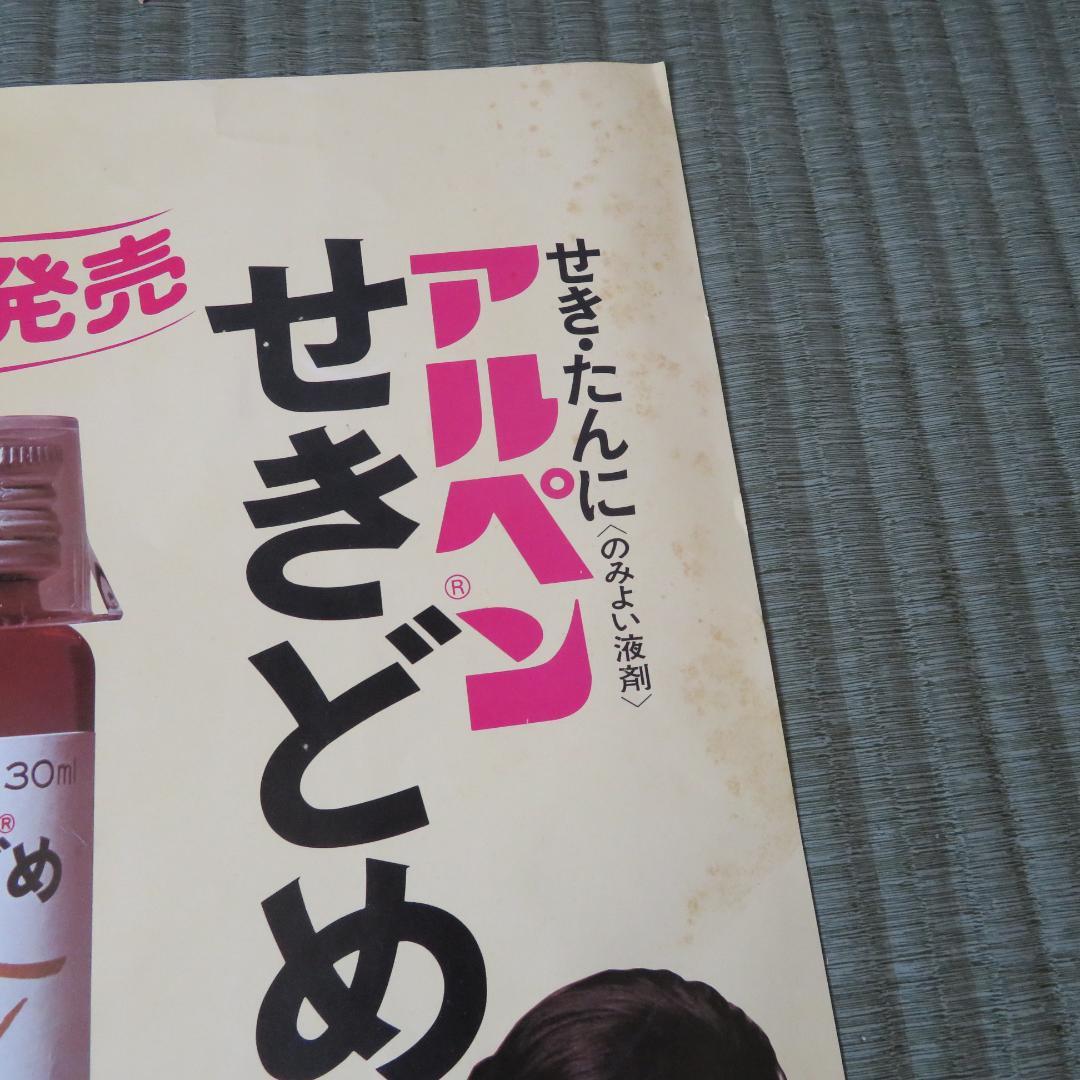 せき・たんに〈のみよい液剤〉
アルペン®
せきどめ
発売
30ml
®
め